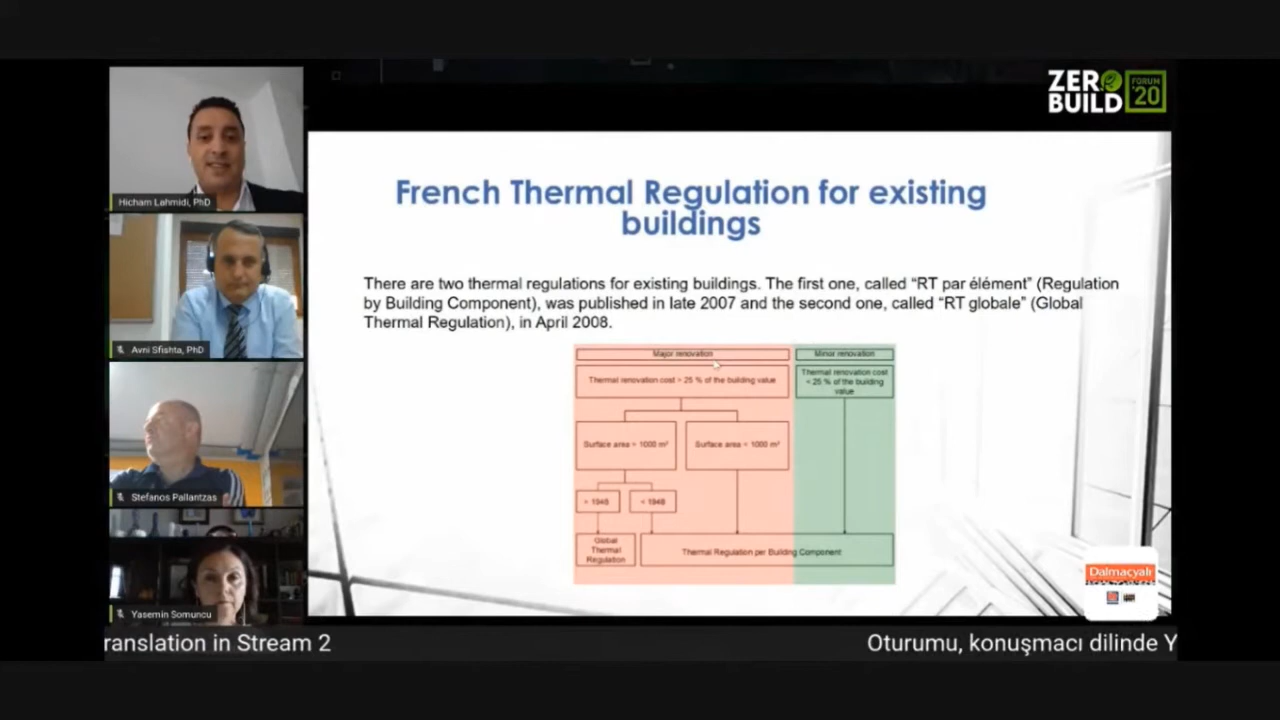 ZERO
BUILD
FORUM
'20
Hicham Lahmidi, PhD
Avni Sfishta, PhD
Stefanos Pallantzas
Yasemin Somuncu
French Thermal Regulation for existing
buildings
There are two thermal regulations for existing buildings. The first one, called “RT par élément” (Regulation
by Building Component), was published in late 2007 and the second one, called “RT globale” (Global
Thermal Regulation), in April 2008.
Major renovation
Minor renovation
Thermal renovation cost > 25 % of the building value
Thermal renovation cost
< 25 % of the building
value
Surface area > 1000 m²
Surface area < 1000 m²
> 1948
< 1948
Global
Thermal
Regulation
Thermal Regulation per Building Component
Dalmaçyalı
ranslation in Stream 2
Oturumu, konuşmacı dilinde Y